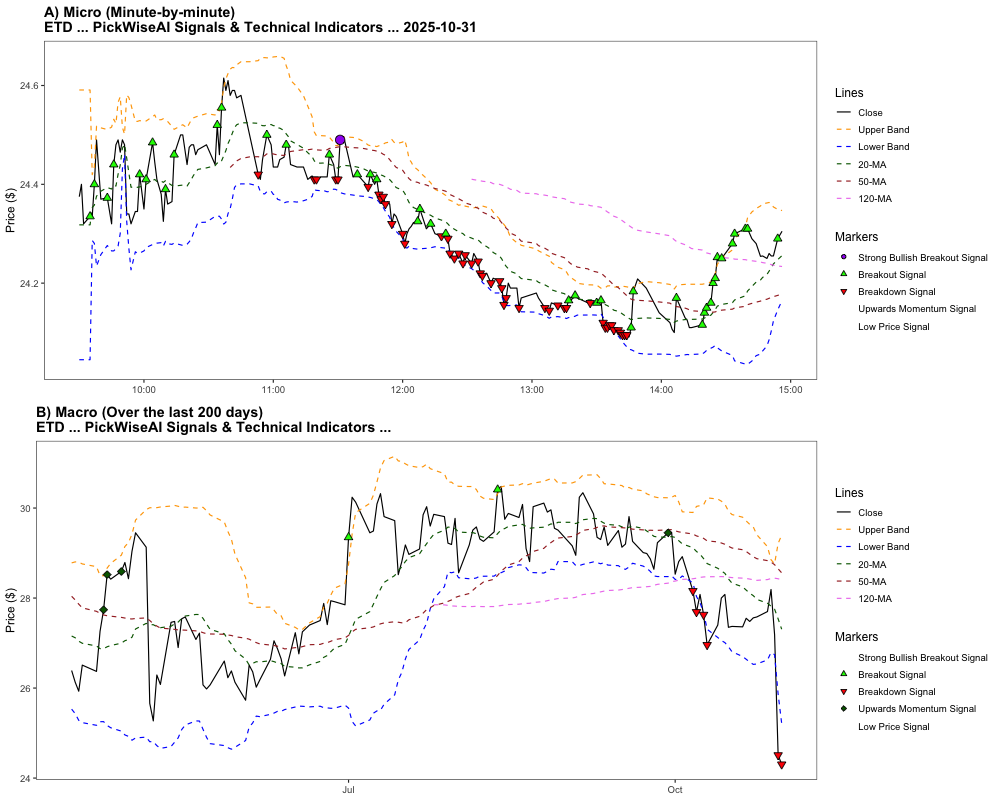 A) Micro (Minute-by-minute)
ETD ... PickWiseAI Signals & Technical Indicators ... 2025-10-31
Price ($)
24.6
24.4
24.2
10:00
11:00
12:00
13:00
14:00
15:00
Lines
Close
Upper Band
Lower Band
20-MA
50-MA
120-MA
Markers
Strong Bullish Breakout Signal
Breakout Signal
Breakdown Signal
Upwards Momentum Signal
Low Price Signal
B) Macro (Over the last 200 days)
ETD ... PickWiseAI Signals & Technical Indicators ...
Price ($)
30
28
26
24
Jul
Oct
Lines
Close
Upper Band
Lower Band
20-MA
50-MA
120-MA
Markers
Strong Bullish Breakout Signal
Breakout Signal
Breakdown Signal
Upwards Momentum Signal
Low Price Signal